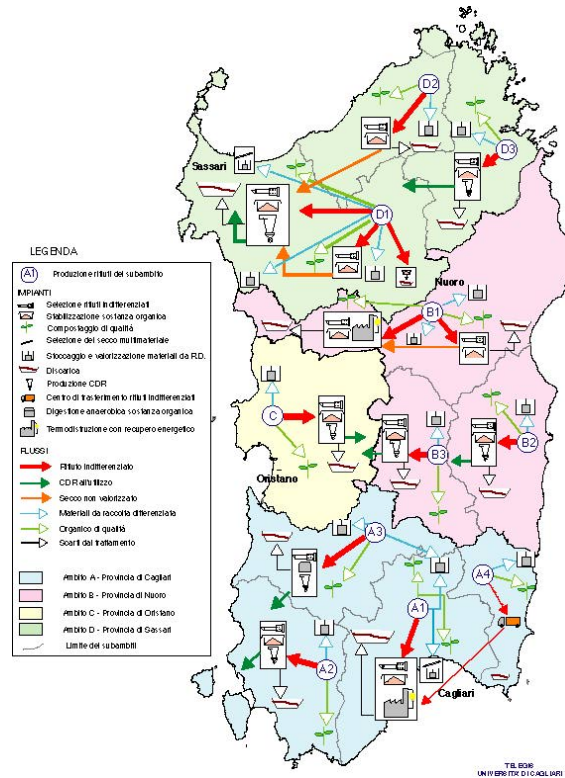 D2
D3
Sassari
D1
Nuoro
B1
C
B2
B3
Oristano
A3
A4
A1
A2
Cagliari
LEGENDA
A1 Produzione rifiuti del subambito
IMPIANTI
Selezione rifiuti indifferenziati
Stabilizzazione sostanza organica
Compostaggio di qualità
Selezione del secco multimateriale
Stoccaggio e valorizzazione materiali da R.D.
Discarica
Produzione CDR
Centro di trasferimento rifiuti indifferenziati
Digestione anaerobica sostanza organica
Termodistruzione con recupero energetico
FLUSSI
Rifiuto Indifferenziato
CDR all'utilizzo
Secco non valorizzato
Materiali da raccolta differenziata
Organico di qualità
Scarti dal trattamento
Ambito A - Provincia di Cagliari
Ambito B - Provincia di Nuoro
Ambito C - Provincia di Oristano
Ambito D - Provincia di Sassari
Limite dei subambiti
TELEGIS
UNIVERSITA' DI CAGLIARI